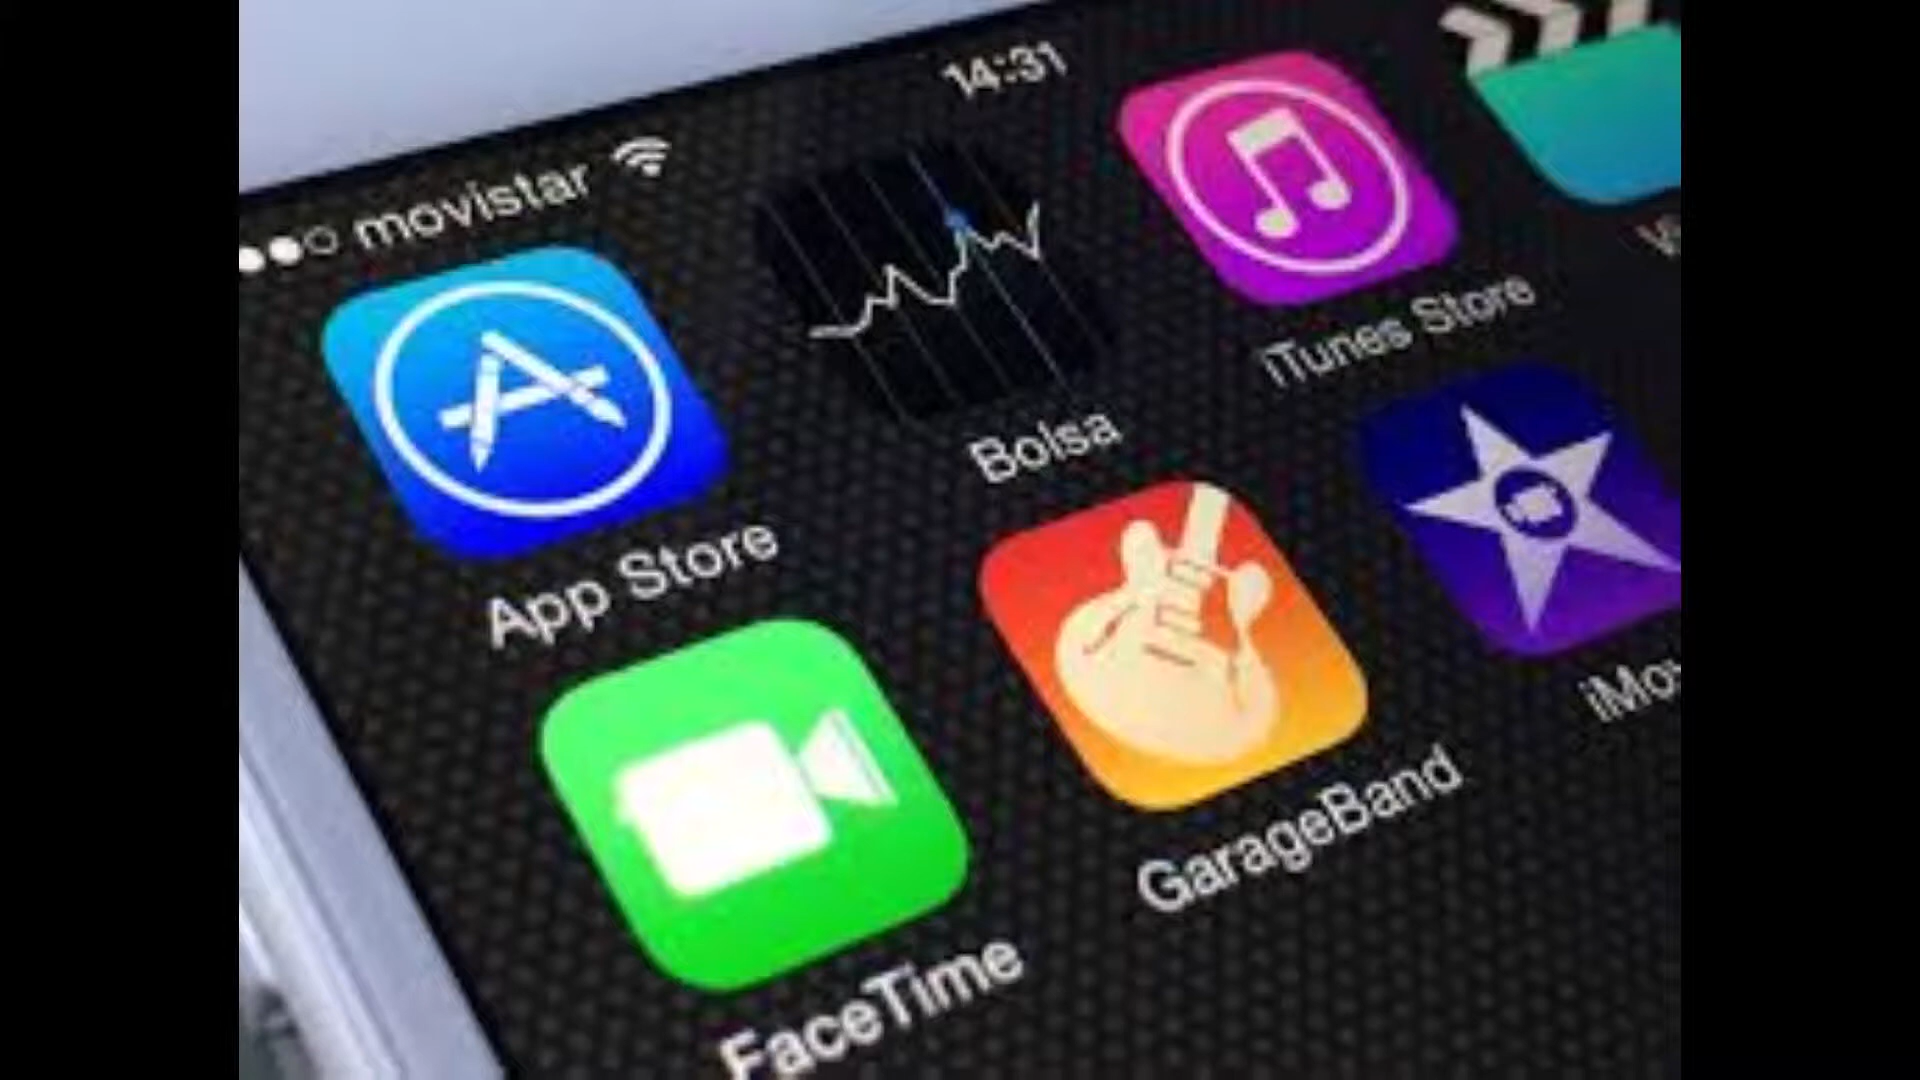 movistar 14:31
App Store
Bolsa
iTunes Store
FaceTime
GarageBand